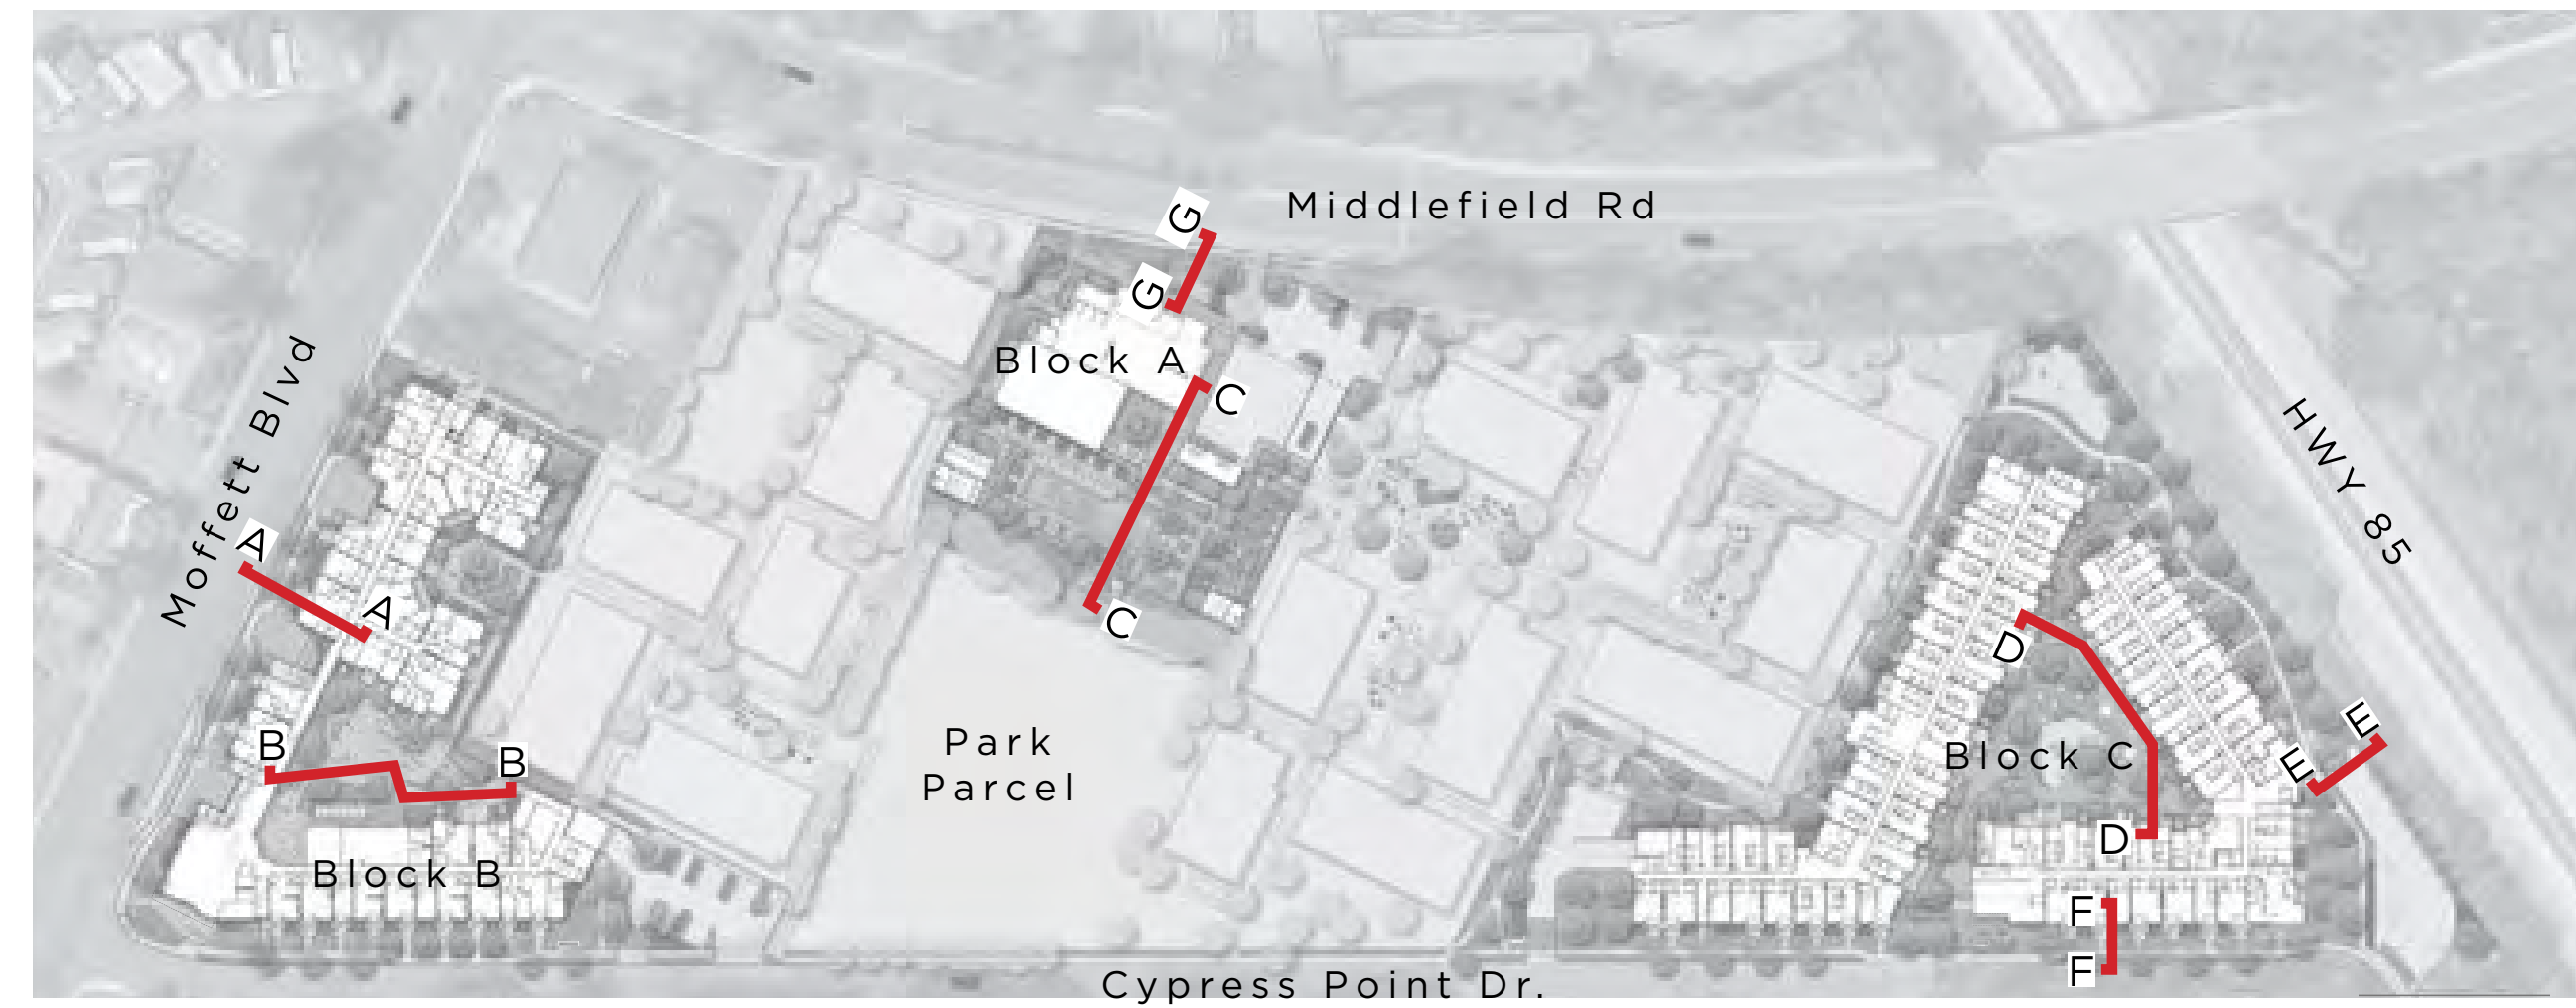 Middlefield Rd
G
G
Block A
C
C
Moffett Blvd
A
A
HWY 85
B
B
Block B
Park
Parcel
D
Block C
D
E
E
F
F
Cypress Point Dr.